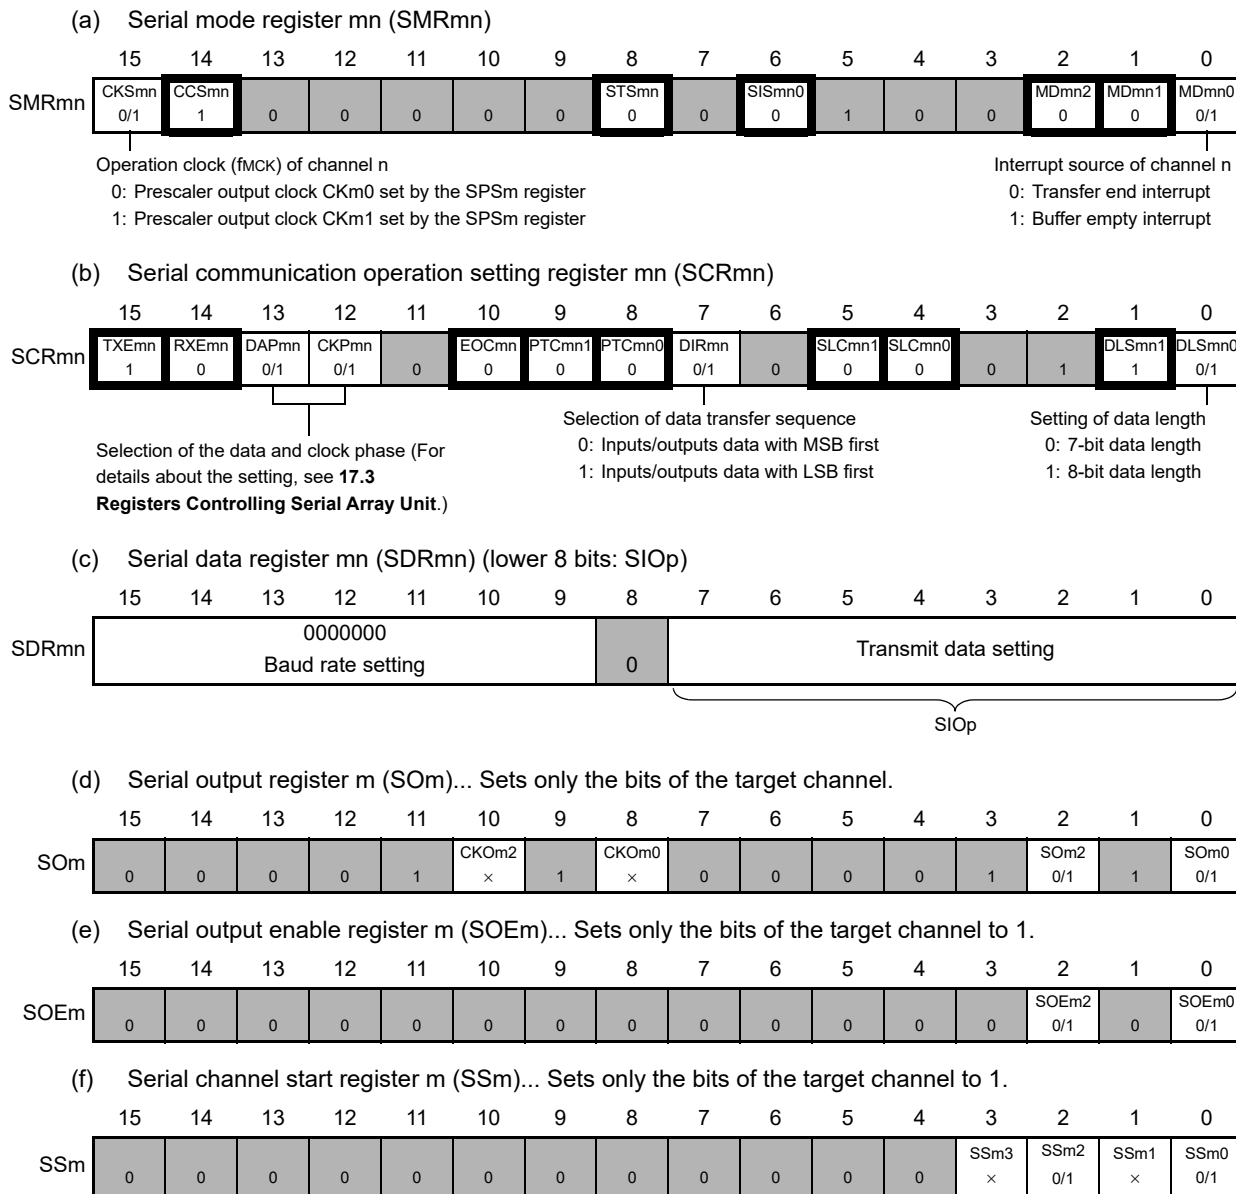 (a) Serial mode register mn (SMRmn)
15 14 13 12 11 10 9 8 7 6 5 4 3 2 1 0
SMRmn
CKSmn CCSmn STSmn SISmn0 MDmn2 MDmn1 MDmn0
0/1 1 0 0 0 0 0 0 0 0 1 0 0 0 0 0/1
Operation clock (fMCK) of channel n
0: Prescaler output clock CKm0 set by the SPSm register
1: Prescaler output clock CKm1 set by the SPSm register
Interrupt source of channel n
0: Transfer end interrupt
1: Buffer empty interrupt
(b) Serial communication operation setting register mn (SCRmn)
15 14 13 12 11 10 9 8 7 6 5 4 3 2 1 0
SCRmn
TXEmn RXEmn DAPmn CKPmn EOCmn PTCmn1 PTCmn0 DIRmn SLCmn1 SLCmn0 DLSmn1 DLSmn0
1 0 0/1 0/1 0 0 0 0 0/1 0 0 0 0 1 1 0/1
Selection of the data and clock phase (For
details about the setting, see 17.3
Registers Controlling Serial Array Unit.)
Selection of data transfer sequence
0: Inputs/outputs data with MSB first
1: Inputs/outputs data with LSB first
Setting of data length
0: 7-bit data length
1: 8-bit data length
(c) Serial data register mn (SDRmn) (lower 8 bits: SIOp)
15 14 13 12 11 10 9 8 7 6 5 4 3 2 1 0
SDRmn
0000000
Baud rate setting
0
Transmit data setting
SIOp
(d) Serial output register m (SOm)... Sets only the bits of the target channel.
15 14 13 12 11 10 9 8 7 6 5 4 3 2 1 0
SOm
CKOm2 CKOm0 SOm2 SOm0
0 0 0 0 1 × 1 × 0 0 0 0 1 0/1 1 0/1
(e) Serial output enable register m (SOEm)... Sets only the bits of the target channel to 1.
15 14 13 12 11 10 9 8 7 6 5 4 3 2 1 0
SOEm
SOEm2 SOEm0
0 0 0 0 0 0 0 0 0 0 0 0 0 0/1 0 0/1
(f) Serial channel start register m (SSm)... Sets only the bits of the target channel to 1.
15 14 13 12 11 10 9 8 7 6 5 4 3 2 1 0
SSm
SSm3 SSm2 SSm1 SSm0
0 0 0 0 0 0 0 0 0 0 0 0 × 0/1 × 0/1